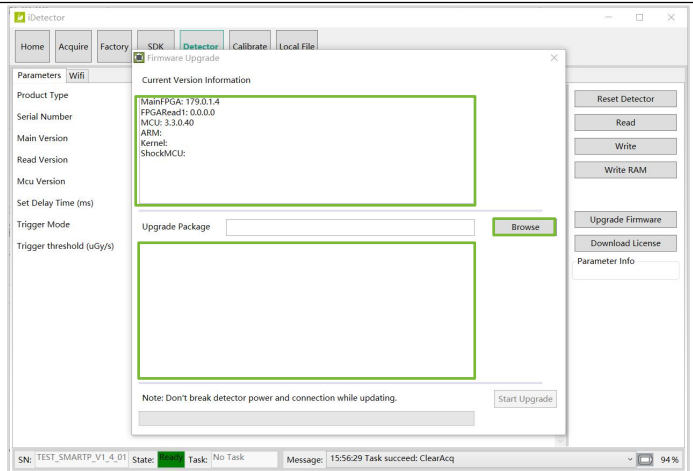 iDetector
Home Acquire Factory SDK Detector Calibrate Local File
Firmware Upgrade
Parameters Wifi
Current Version Information
Product Type
MainFPGA: 179.0.1.4
Reset Detector
FPGARead1: 0.0.0.0
Serial Number
MCU: 3.3.0.40
Read
ARM:
Main Version
Kernel:
Write
ShockMCU:
Read Version
Write RAM
Mcu Version
Set Delay Time (ms)
Trigger Mode
Upgrade Package Browse
Upgrade Firmware
Trigger threshold (uGy/s)
Download License
Parameter Info
Note: Don't break detector power and connection while updating.
Start Upgrade
SN: TEST_SMARTP_V1_4_01 State: Ready Task: No Task Message: 15:56:29 Task succeed: ClearAcq 94%